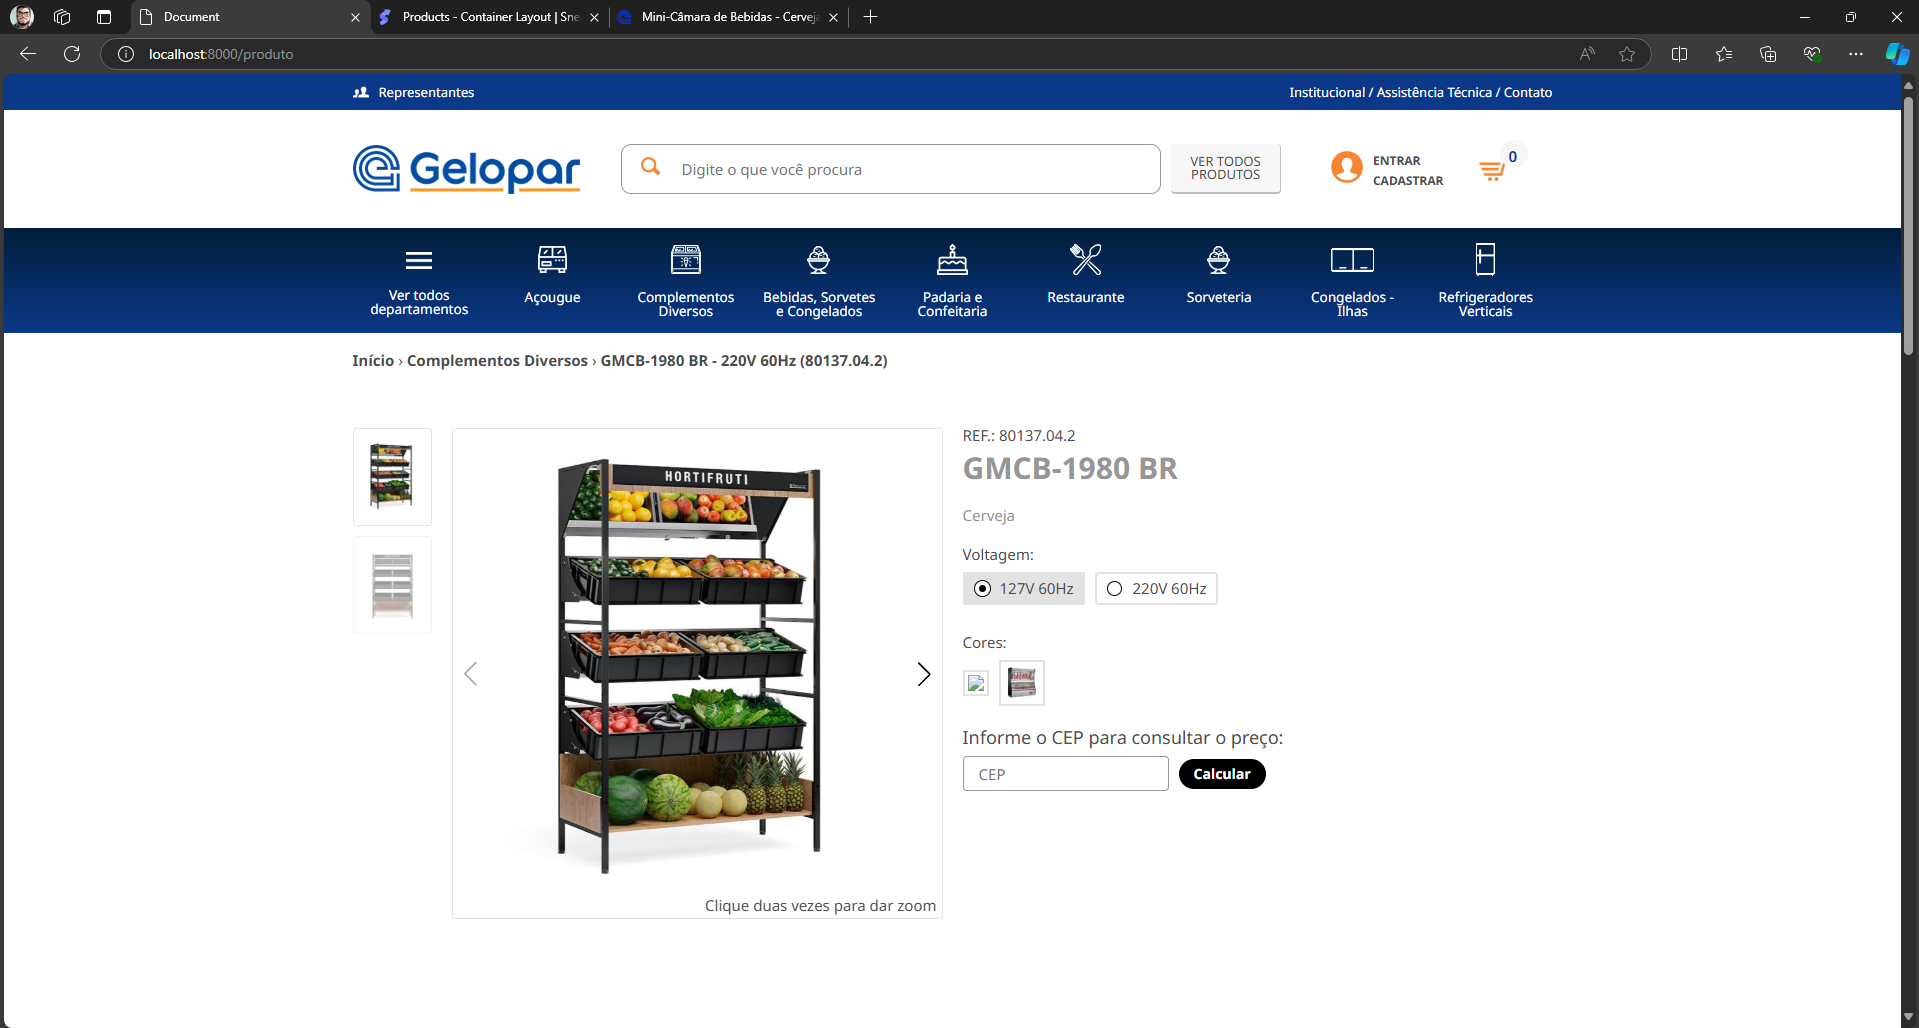 Document
Products - Container Layout | Sne
Mini-Câmara de Bebidas - Cerveja
localhost:8000/produto
Representantes
Institucional / Assistência Técnica / Contato
Gelopar
Digite o que você procura
VER TODOS
PRODUTOS
ENTRAR
CADASTRAR
0
Ver todos
departamentos
Açougue
Complementos
Diversos
Bebidas, Sorvetes
e Congelados
Padaria e
Confeitaria
Restaurante
Sorveteria
Congelados -
Ilhas
Refrigeradores
Verticais
Início › Complementos Diversos › GMCB-1980 BR - 220V 60Hz (80137.04.2)
HORTIFRUTI
Clique duas vezes para dar zoom
REF.: 80137.04.2
GMCB-1980 BR
Cerveja
Voltagem:
127V 60Hz
220V 60Hz
Cores:
Informe o CEP para consultar o preço:
CEP
Calcular